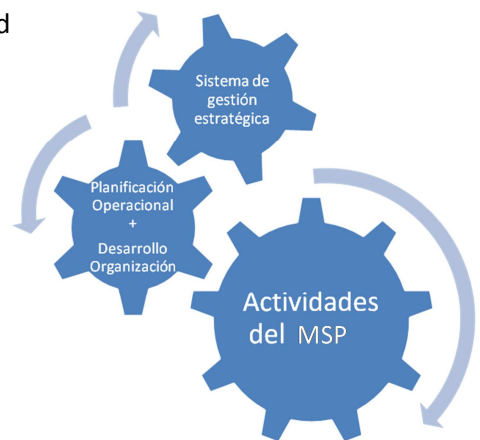 d
Sistema de
gestión
estratégica
Planificación
Operacional
+
Desarrollo
Organización
Actividades
del MSP